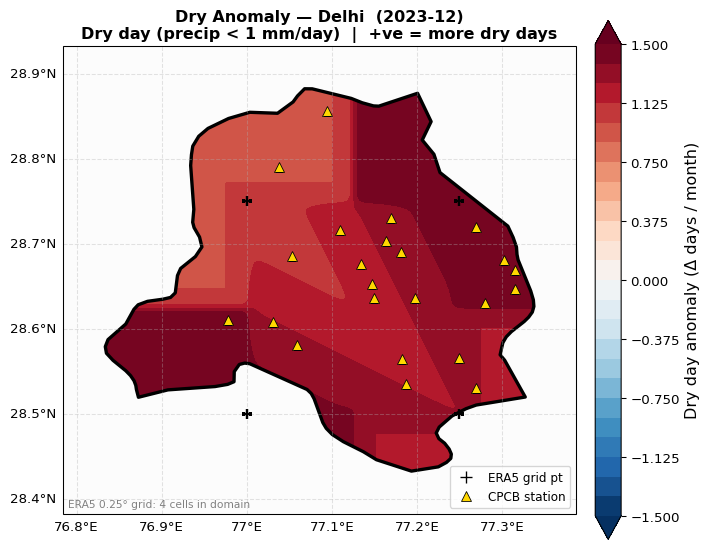 Dry Anomaly — Delhi  (2023-12)
Dry day (precip < 1 mm/day)  |  +ve = more dry days
28.9°N
28.8°N
28.7°N
28.6°N
28.5°N
28.4°N
76.8°E
76.9°E
77°E
77.1°E
77.2°E
77.3°E
ERA5 0.25° grid: 4 cells in domain
ERA5 grid pt
CPCB station
1.500
1.125
0.750
0.375
0.000
−0.375
−0.750
−1.125
−1.500
Dry day anomaly (Δ days / month)